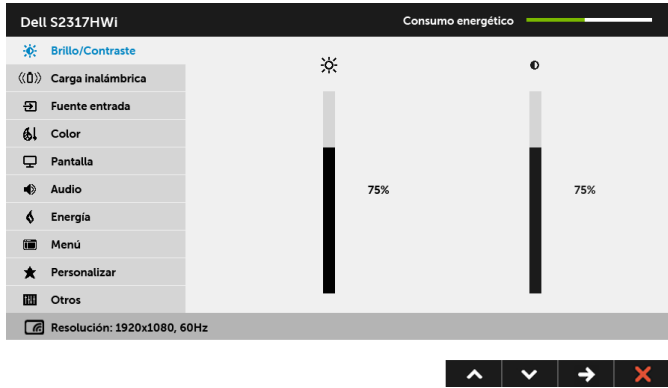 Dell S2317HWi
Consumo energético
Brillo/Contraste
Carga inalámbrica
Fuente entrada
Color
Pantalla
Audio
75%
75%
Energía
Menú
Personalizar
Otros
Resolución: 1920x1080, 60Hz